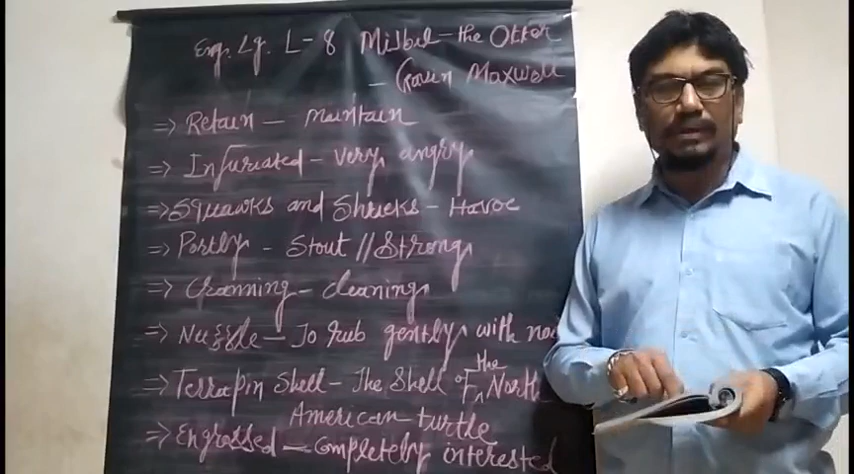 Eng. Lg. L-8 Mijbil - the Otter
- Gavin Maxwell
⇒ Retain - maintain
⇒ Infuriated - very angry
⇒ Squawks and Shrieks - Havoc
⇒ Portly - Stout // Strong
⇒ Cramming - cleaning
⇒ Nuzzle - To rub gently with
⇒ Terrapin Shell - The Shell of the North
American turtle
⇒ Engrossed - completely interested